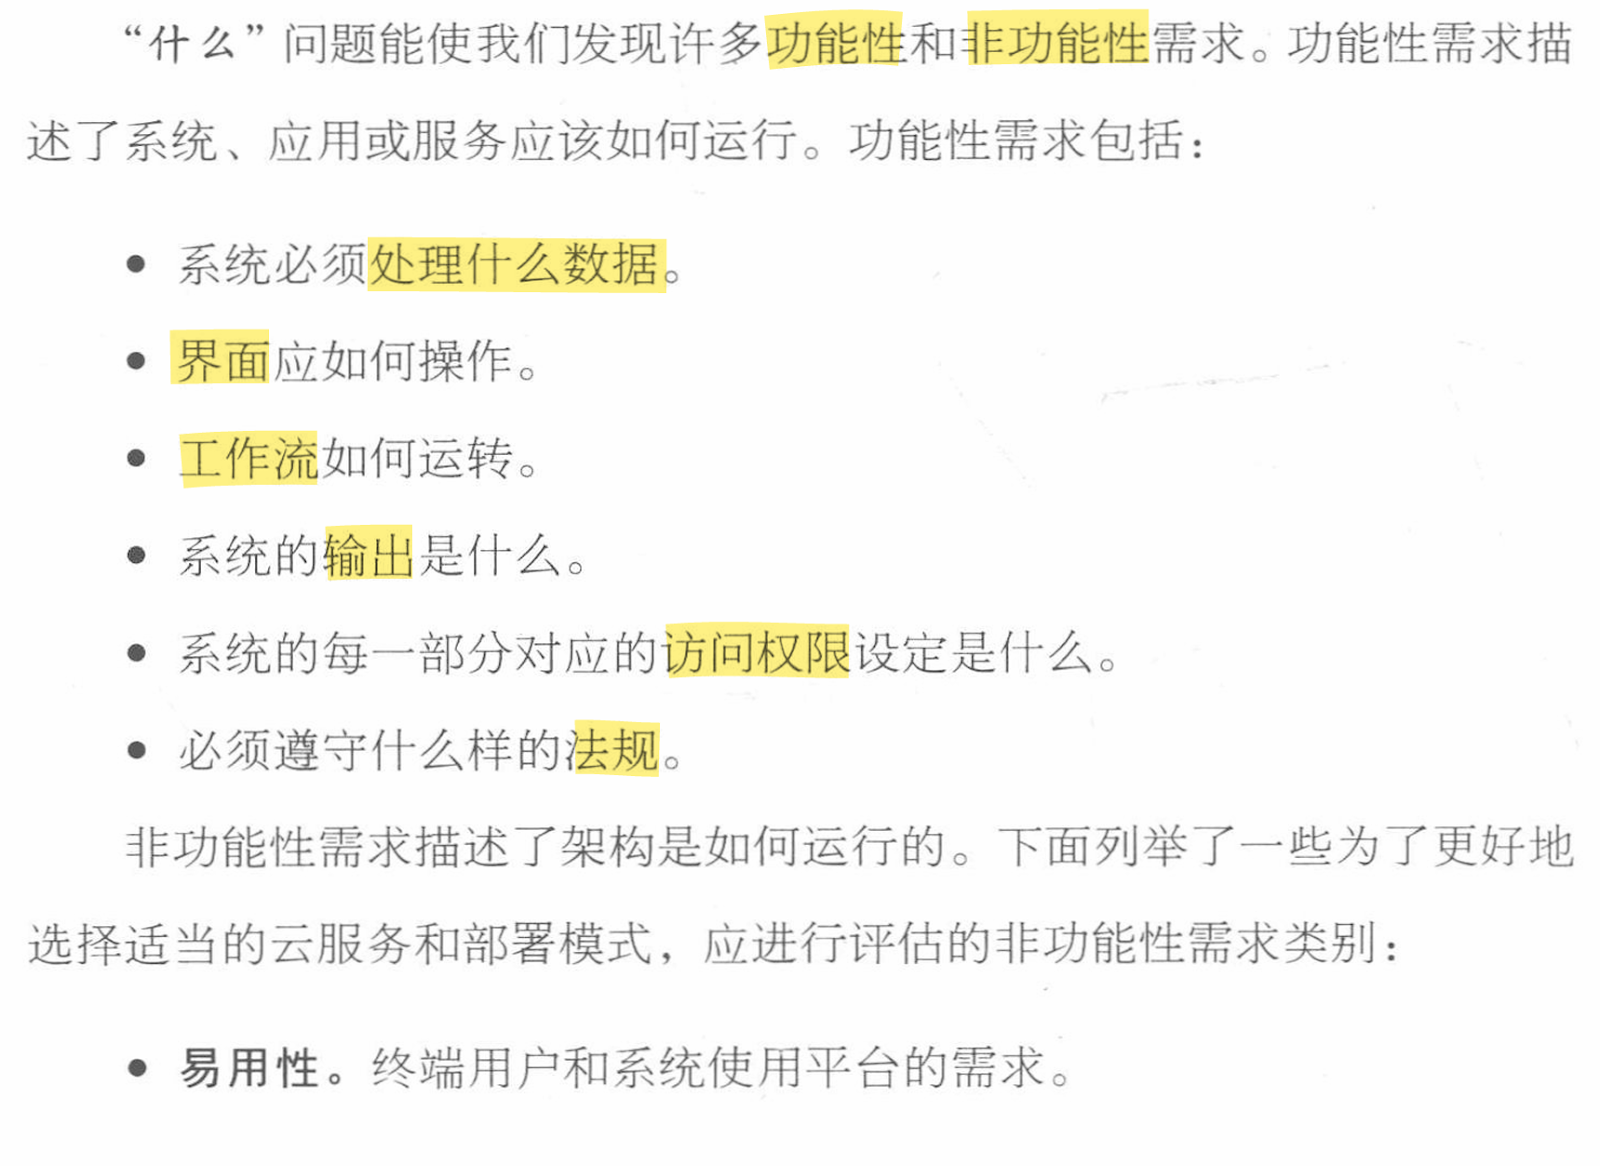 “什么”问题能使我们发现许多功能性和非功能性需求。功能性需求描
述了系统、应用或服务应该如何运行。功能性需求包括：
● 系统必须处理什么数据。
● 界面应如何操作。
● 工作流如何运转。
● 系统的输出是什么。
● 系统的每一部分对应的访问权限设定是什么。
● 必须遵守什么样的法规。
非功能性需求描述了架构是如何运行的。下面列举了一些为了更好地
选择适当的云服务和部署模式，应进行评估的非功能性需求类别：
● 易用性。终端用户和系统使用平台的需求。